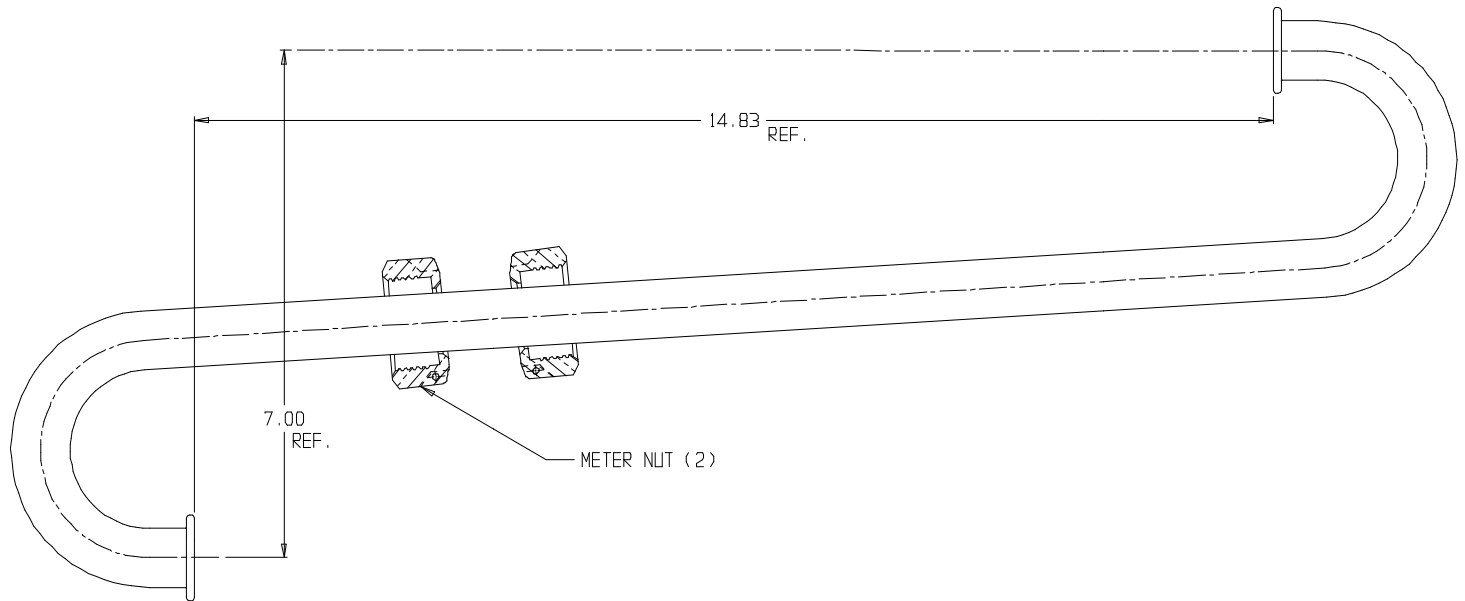 14.83
REF.
7.00
REF.
METER NUT (2)